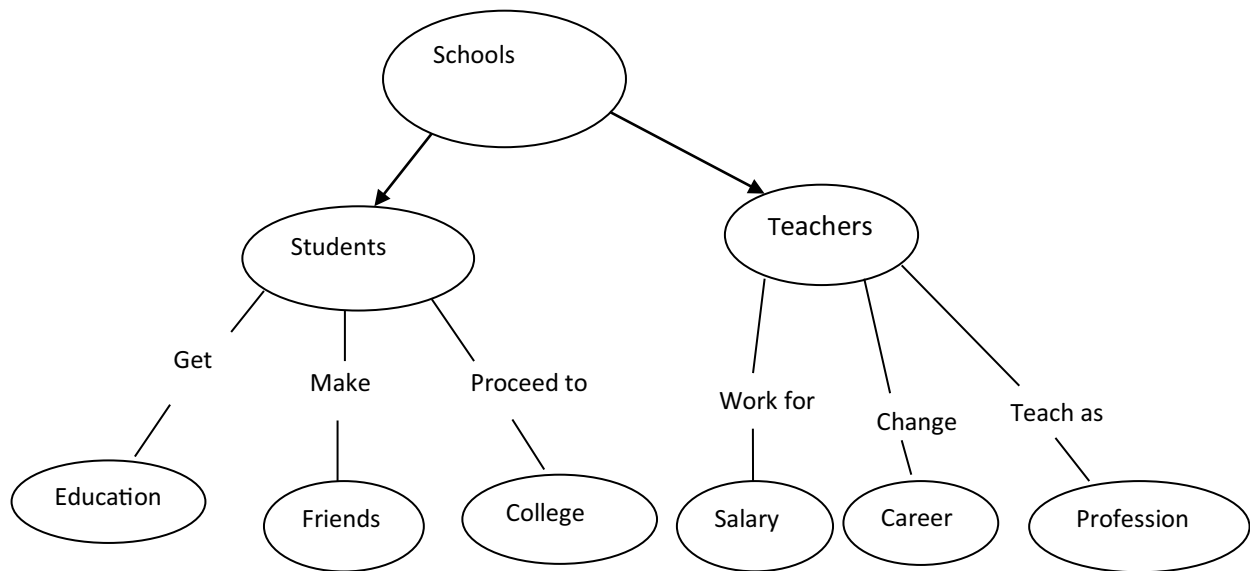 Schools
Teachers
Students
Get
Make
Proceed to
Work for
Change
Teach as
Education
Friends
College
Salary
Career
Profession